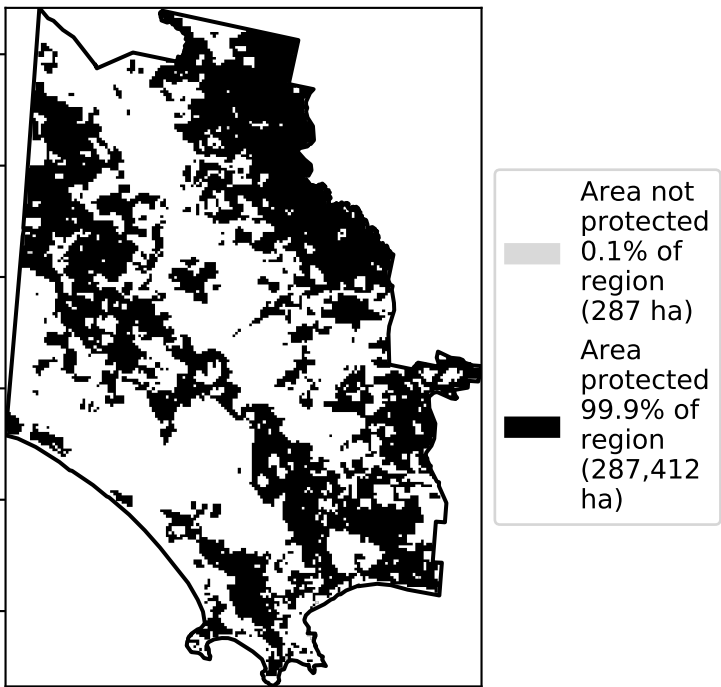 Area not
protected
0.1% of
region
(287 ha)
Area
protected
99.9% of
region
(287,412
ha)